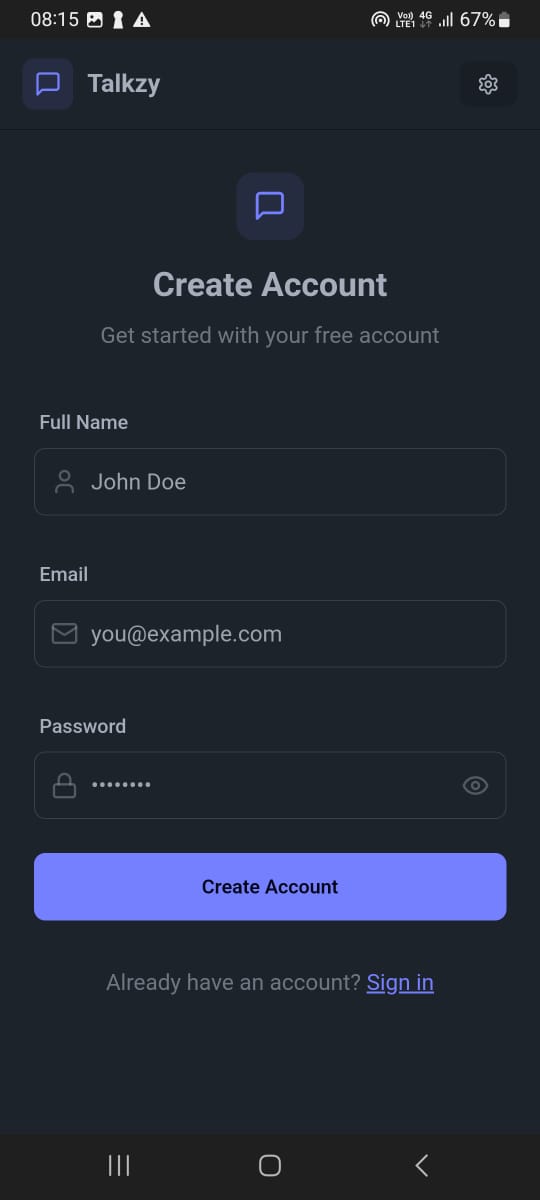 08:15 Vo) LTE1 4G 67%
Talkzy
Create Account
Get started with your free account
Full Name
John Doe
Email
you@example.com
Password
••••••••
Create Account
Already have an account? Sign in